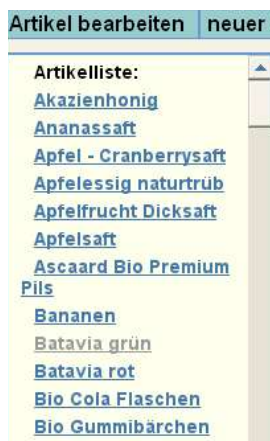 Artikel bearbeiten neuer
Artikelliste:
Akazienhonig
Ananassaft
Apfel - Cranberrysaft
Apfelessig naturtrüb
Apfelfrucht Dicksaft
Apfelsaft
Ascaard Bio Premium
Pils
Bananen
Batavia grün
Batavia rot
Bio Cola Flaschen
Bio Gummibärchen